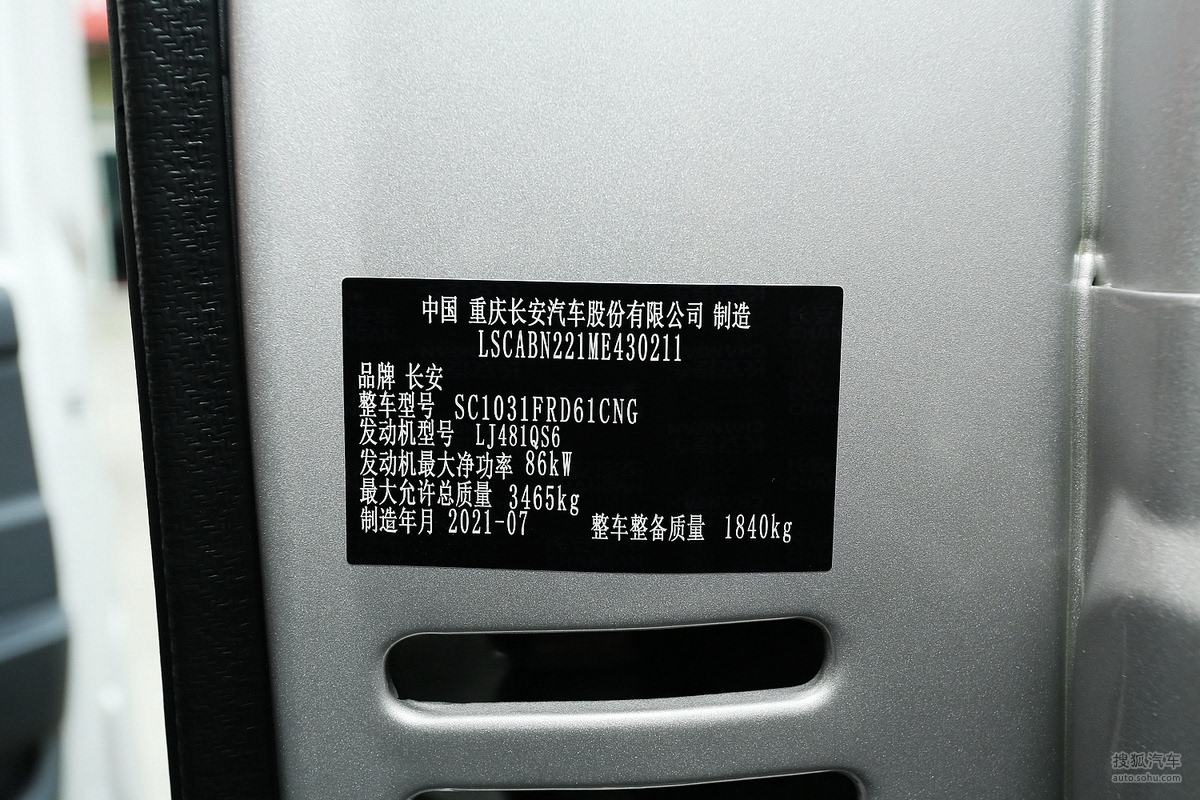 中国 重庆长安汽车股份有限公司 制造
LSCABN221ME430211
品牌 长安
整车型号 SC1031FRD61CNG
发动机型号 LJ481QS6
发动机最大净功率 86kW
最大允许总质量 3465kg
制造年月 2021-07 整车整备质量 1840kg
搜狐汽车
auto.sohu.com